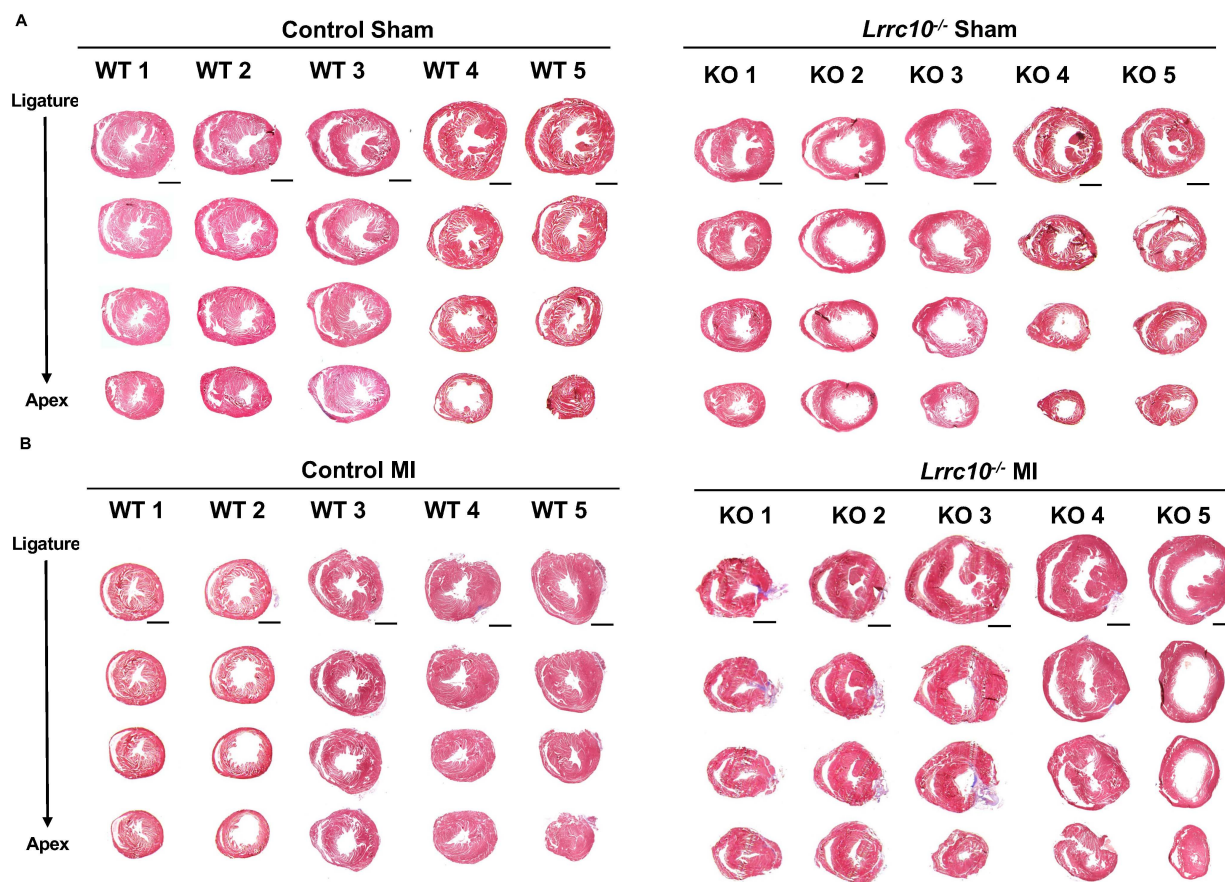 A
Control Sham
Lrrc10-/- Sham
WT 1 WT 2 WT 3 WT 4 WT 5
KO 1 KO 2 KO 3 KO 4 KO 5
Ligature
Apex
B
Control MI
Lrrc10-/- MI
WT 1 WT 2 WT 3 WT 4 WT 5
KO 1 KO 2 KO 3 KO 4 KO 5
Ligature
Apex